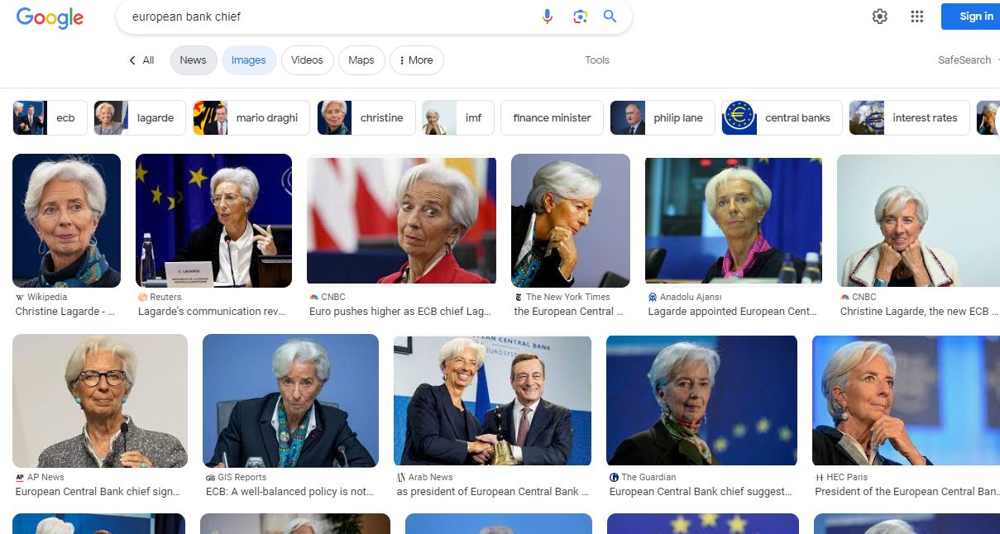 Google
european bank chief
Sign in
All
News
Images
Videos
Maps
More
Tools
SafeSearch
ecb
lagarde
mario draghi
christine
imf
finance minister
philip lane
central banks
interest rates
C. LAGARDE
Wikipedia
Christine Lagarde - ...
Reuters
Lagarde's communication rev...
CNBC
Euro pushes higher as ECB chief Lag...
The New York Times
the European Central ...
Anadolu Ajansı
Lagarde appointed European Cent...
CNBC
Christine Lagarde, the new ECB ...
EAN CENTRAL BANK
EUROSYS
AP AP News
European Central Bank chief sign...
GIS GIS Reports
ECB: A well-balanced policy is not...
Arab News
as president of European Central Bank ...
The Guardian
European Central Bank chief suggest...
HEC Paris
President of the European Central Ban...